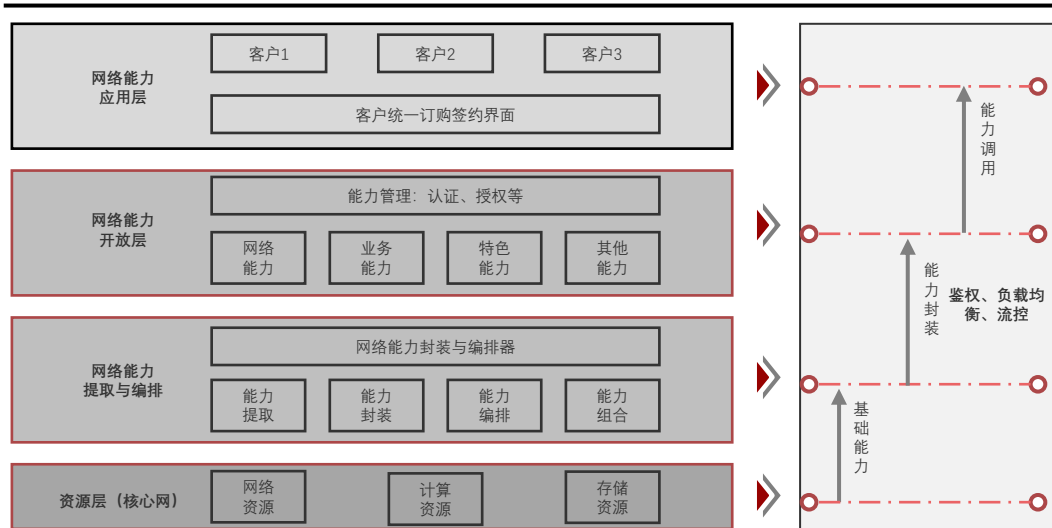 网络能力
应用层
客户1
客户2
客户3
客户统一订购签约界面
网络能力
开放层
能力管理：认证、授权等
网络
能力
业务
能力
特色
能力
其他
能力
网络能力
提取与编排
网络能力封装与编排器
能力
提取
能力
封装
能力
编排
能力
组合
资源层（核心网）
网络
资源
计算
资源
存储
资源
能力调用
能力封装
鉴权、负载均
衡、流控
基础能力